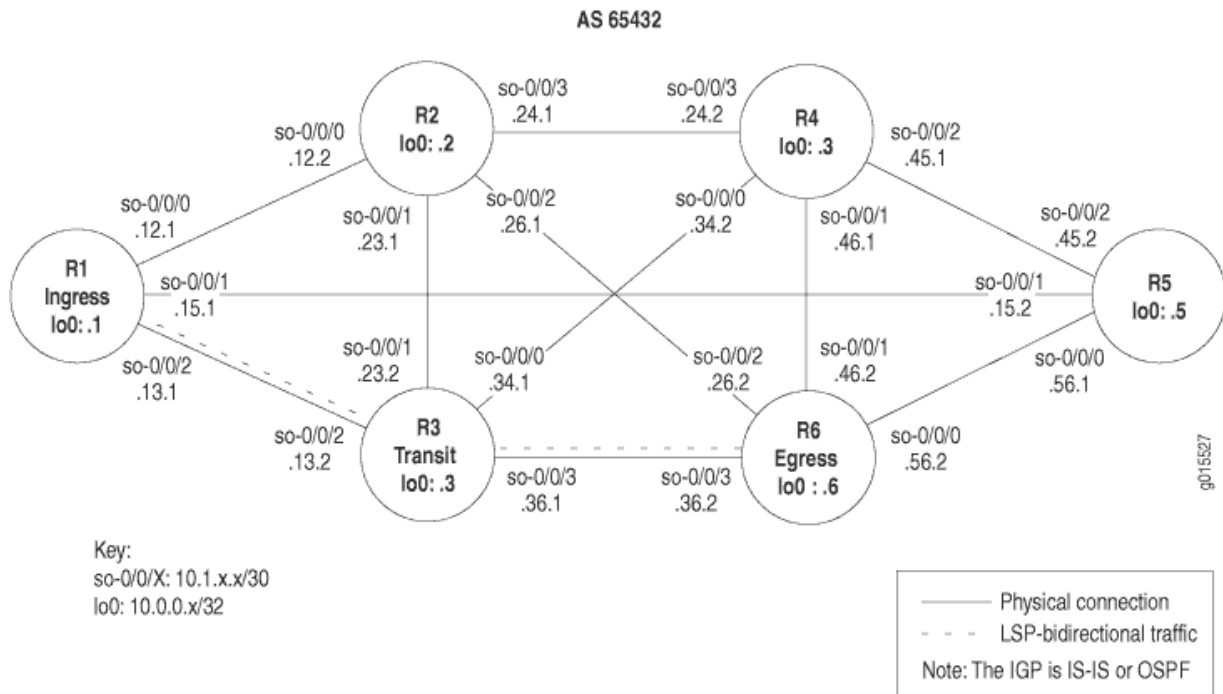 AS 65432
R2
lo0: .2
so-0/0/3
.24.1
so-0/0/3
.24.2
R4
lo0: .3
so-0/0/0
.12.2
so-0/0/2
.45.1
so-0/0/0
.12.1
so-0/0/1
.23.1
so-0/0/2
.26.1
so-0/0/0
.34.2
so-0/0/1
.46.1
so-0/0/2
.45.2
R1
Ingress
lo0: .1
so-0/0/1
.15.1
so-0/0/1
.15.2
R5
lo0: .5
so-0/0/2
.13.1
so-0/0/1
.23.2
so-0/0/0
.34.1
so-0/0/2
.26.2
so-0/0/1
.46.2
so-0/0/0
.56.1
so-0/0/2
.13.2
R3
Transit
lo0: .3
so-0/0/3
.36.1
so-0/0/3
.36.2
R6
Egress
lo0 : .6
so-0/0/0
.56.2
g015527
Key:
so-0/0/X: 10.1.x.x/30
lo0: 10.0.0.x/32
Physical connection
LSP-bidirectional traffic
Note: The IGP is IS-IS or OSPF